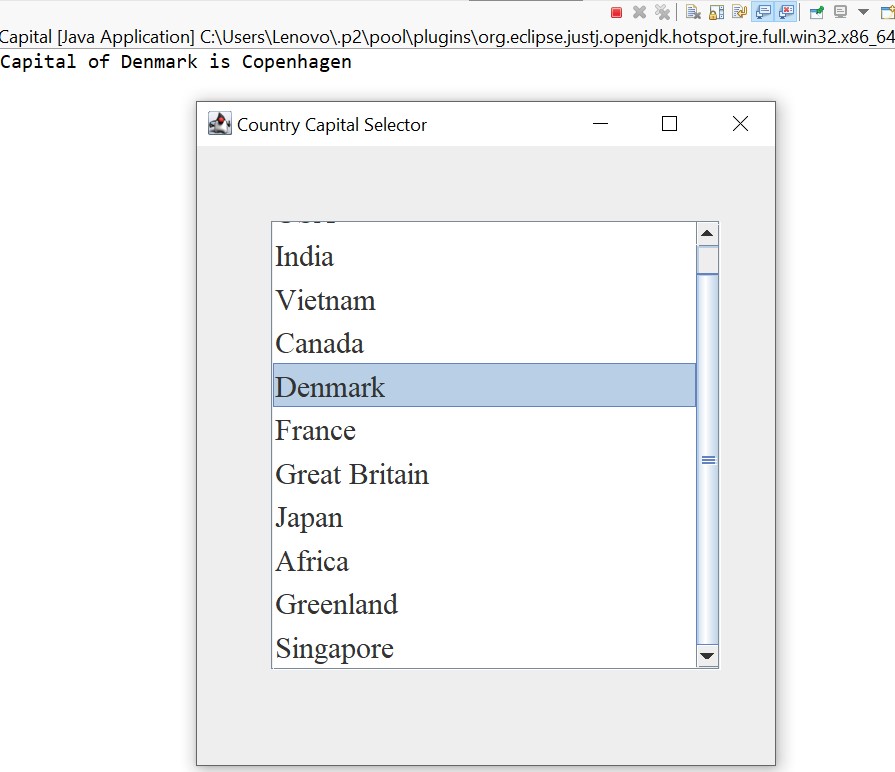 Capital [Java Application] C:\Users\Lenovo\.p2\pool\plugins\org.eclipse.justj.openjdk.hotspot.jre.full.win32.x86_64
Capital of Denmark is Copenhagen
Country Capital Selector
India
Vietnam
Canada
Denmark
France
Great Britain
Japan
Africa
Greenland
Singapore